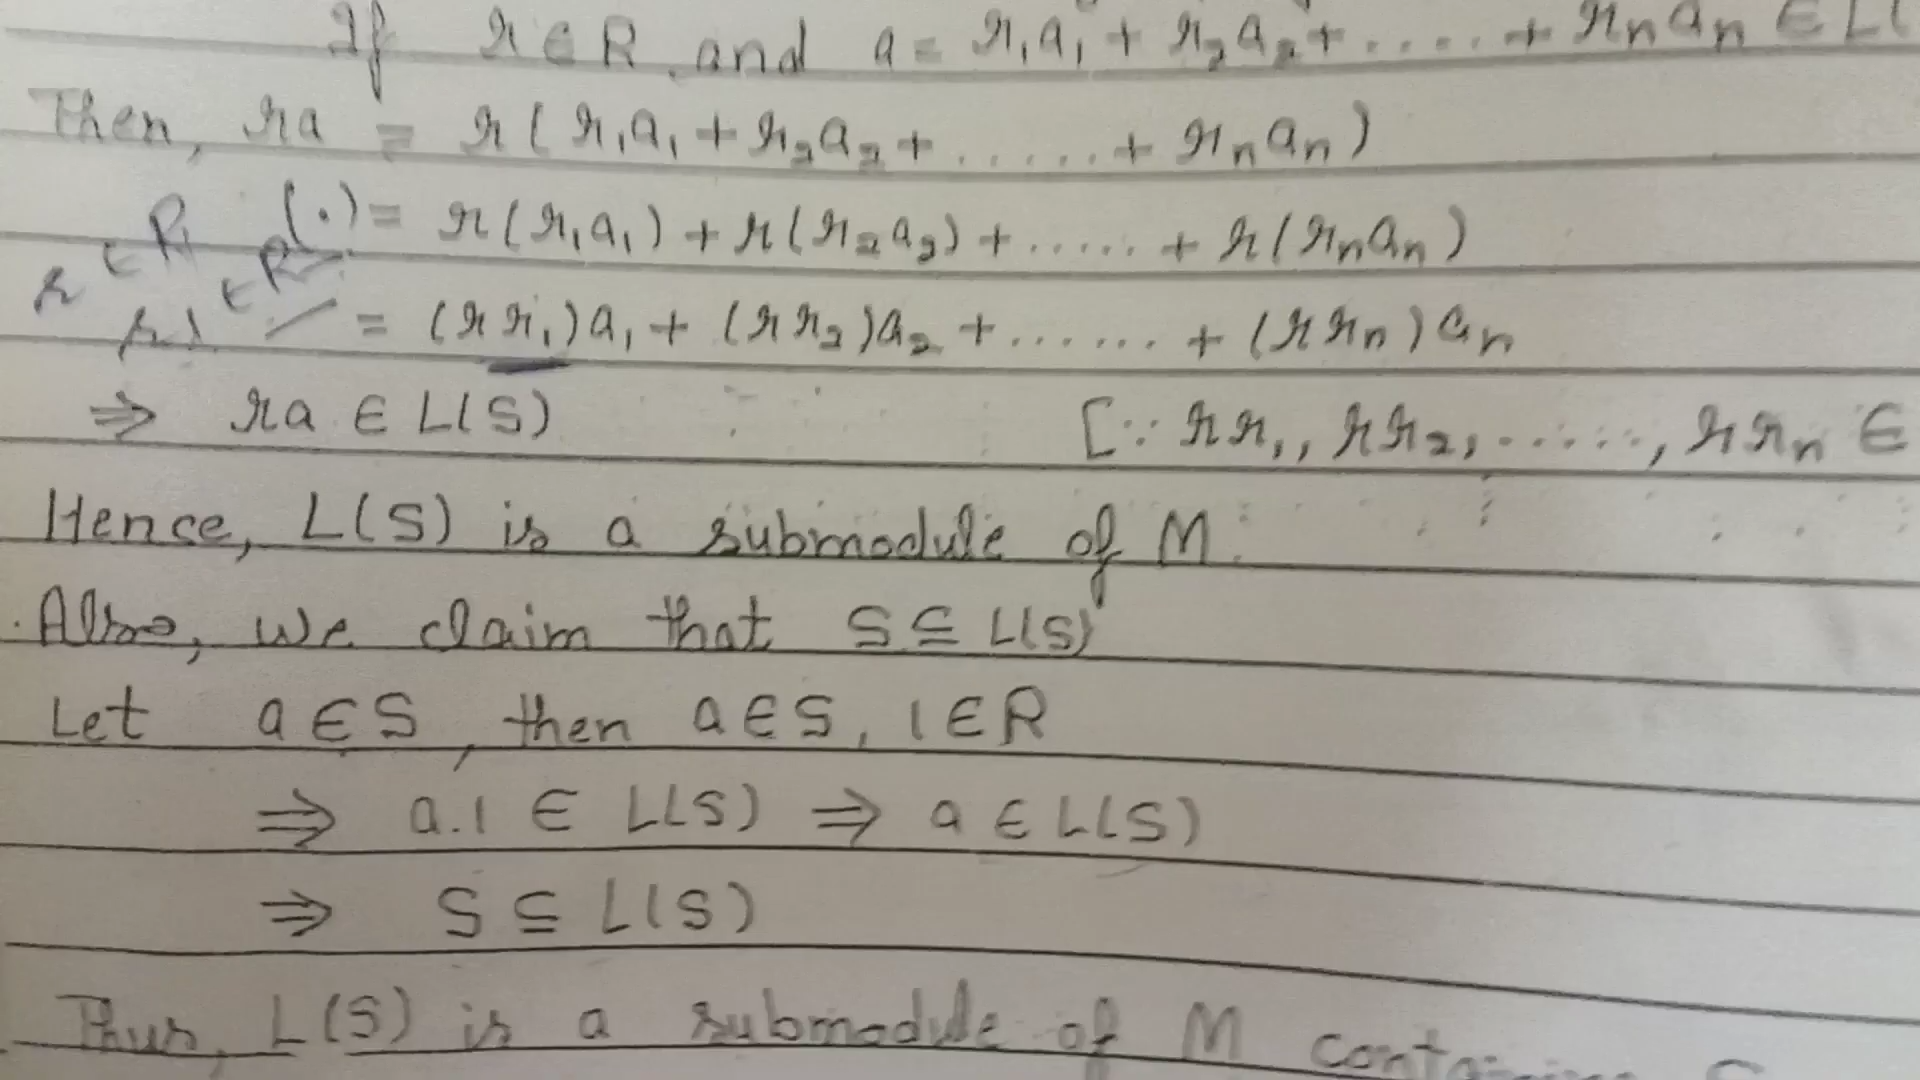 If r ∈ R and a = r₁a₁ + r₂a₂ + ..... + rₙaₙ ∈ L(
Then, ra = r(r₁a₁ + r₂a₂ + ...... + rₙaₙ)
(·) = r(r₁a₁) + r(r₂a₂) + ...... + r(rₙaₙ)
r ∈ R
∈ R
= (rr₁)a₁ + (rr₂)a₂ + ....... + (rrₙ)aₙ
⇒ ra ∈ L(S) [∵ rr₁, rr₂, ......, rrₙ ∈
Hence, L(S) is a submodule of M.
Also, we claim that S ⊆ L(S)
Let a ∈ S, then a ∈ S, 1 ∈ R
⇒ a.1 ∈ L(S) ⇒ a ∈ L(S)
⇒ S ⊆ L(S)
Thus, L(S) is a submodule of M containing